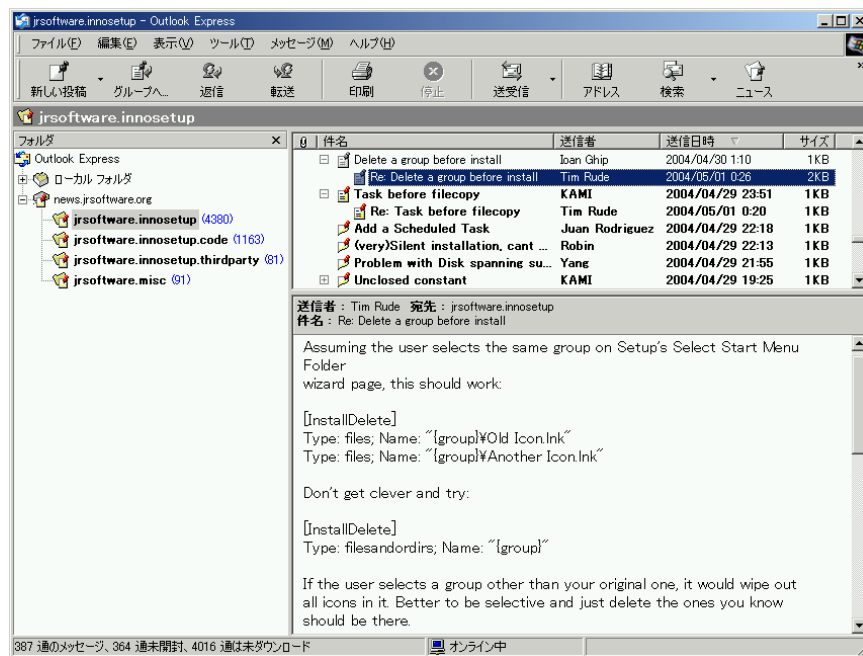 jrsoftware.innosetup - Outlook Express
ファイル(F) 編集(E) 表示(V) ツール(T) メッセージ(M) ヘルプ(H)
新しい投稿 グループへ... 返信 転送 印刷 停止 送受信 アドレス 検索 ニュース
jrsoftware.innosetup
フォルダ
Outlook Express
ローカル フォルダ
news.jrsoftware.org
jrsoftware.innosetup (4380)
jrsoftware.innosetup.code (1163)
jrsoftware.innosetup.thirdparty (81)
jrsoftware.misc (91)
件名 送信者 送信日時 サイズ
Delete a group before install Ioan Ghip 2004/04/30 1:10 1KB
Re: Delete a group before install Tim Rude 2004/05/01 0:26 2KB
Task before filecopy KAMI 2004/04/29 23:51 1KB
Re: Task before filecopy Tim Rude 2004/05/01 0:20 1KB
Add a Scheduled Task Juan Rodriguez 2004/04/29 22:18 1KB
(very)Silent installation, cant ... Robin 2004/04/29 22:13 1KB
Problem with Disk spanning su... Yang 2004/04/29 21:55 1KB
Unclosed constant KAMI 2004/04/29 19:25 1KB
送信者 : Tim Rude 宛先 : jrsoftware.innosetup
件名 : Re: Delete a group before install
Assuming the user selects the same group on Setup's Select Start Menu
Folder
wizard page, this should work:
[InstallDelete]
Type: files; Name: "{group}¥Old Icon.lnk"
Type: files; Name: "{group}¥Another Icon.lnk"
Don't get clever and try:
[InstallDelete]
Type: filesandordirs; Name: "{group}"
If the user selects a group other than your original one, it would wipe out
all icons in it. Better to be selective and just delete the ones you know
should be there.
387 通のメッセージ、364 通未開封、4016 通は未ダウンロード オンライン中